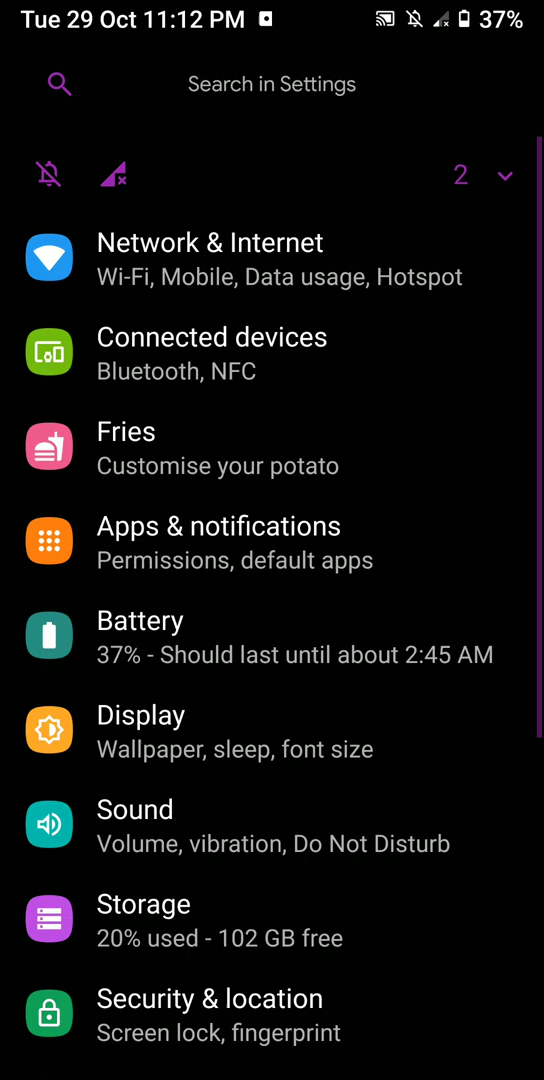 Tue 29 Oct 11:12 PM 37%
Search in Settings
2
Network & Internet
Wi-Fi, Mobile, Data usage, Hotspot
Connected devices
Bluetooth, NFC
Fries
Customise your potato
Apps & notifications
Permissions, default apps
Battery
37% - Should last until about 2:45 AM
Display
Wallpaper, sleep, font size
Sound
Volume, vibration, Do Not Disturb
Storage
20% used - 102 GB free
Security & location
Screen lock, fingerprint